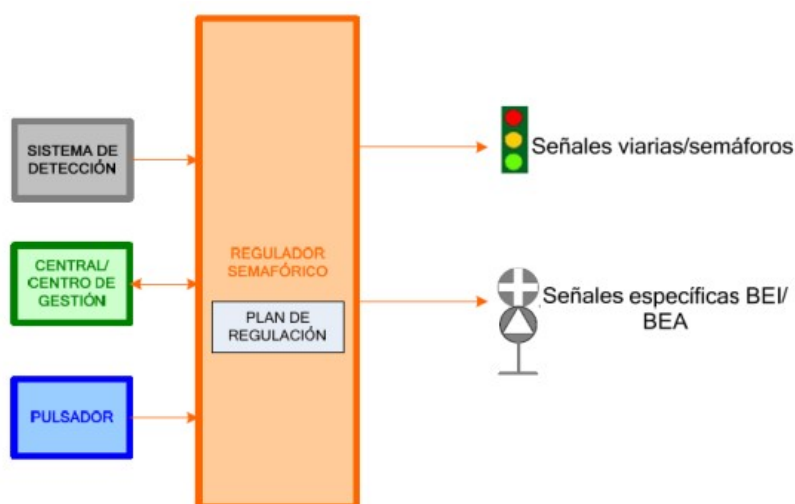 SISTEMA DE
DETECCIÓN
CENTRAL/
CENTRO DE
GESTIÓN
PULSADOR
REGULADOR
SEMAFÓRICO
PLAN DE
REGULACIÓN
Señales viarias/semáforos
Señales específicas BEI/
BEA